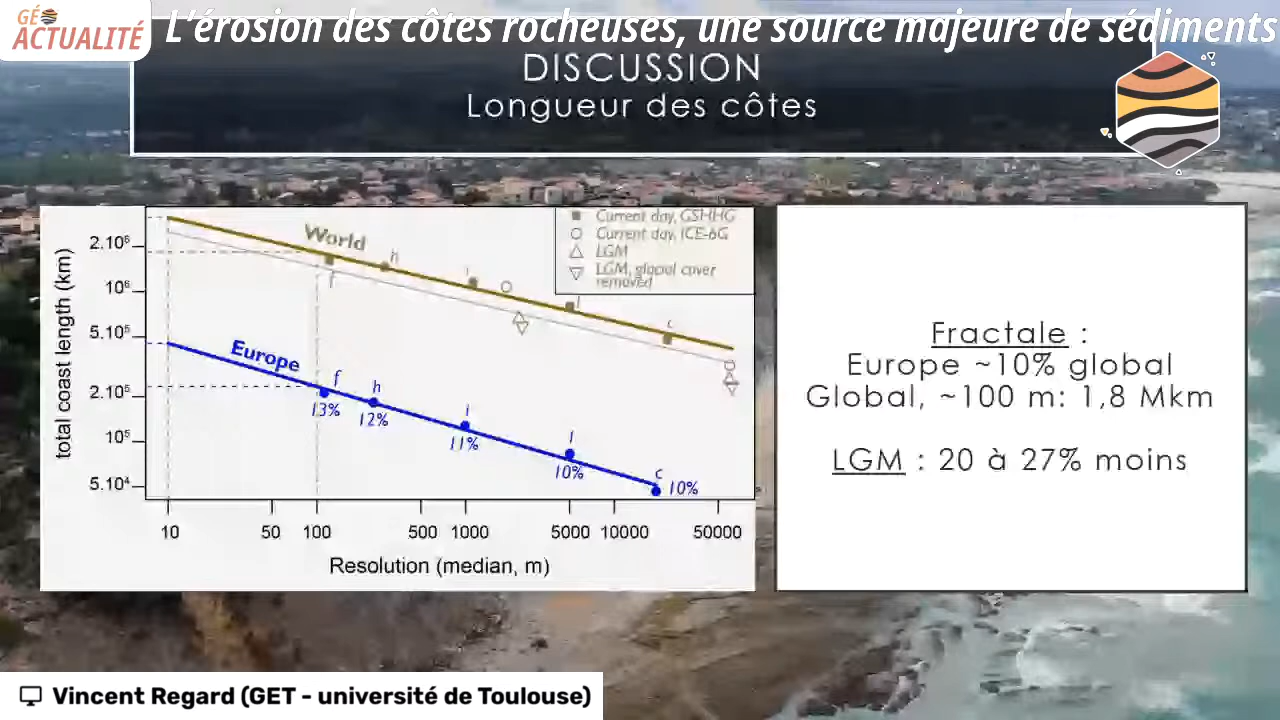 GÉO
ACTUALITÉ
L'érosion des côtes rocheuses, une source majeure de sédiments
DISCUSSION
Longueur des côtes
total coast length (km)
2.10⁶
10⁶
5.10⁵
2.10⁵
10⁵
5.10⁴
World
f
h
i
l
c
Current day, GSHHG
Current day, ICE-6G
LGM
LGM, glacial cover
removed
Europe
f
h
i
l
c
13%
12%
11%
10%
10%
10
50
100
500
1000
5000
10000
50000
Resolution (median, m)
Fractale :
Europe ~10% global
Global, ~100 m: 1,8 Mkm
LGM : 20 à 27% moins
Vincent Regard (GET - université de Toulouse)